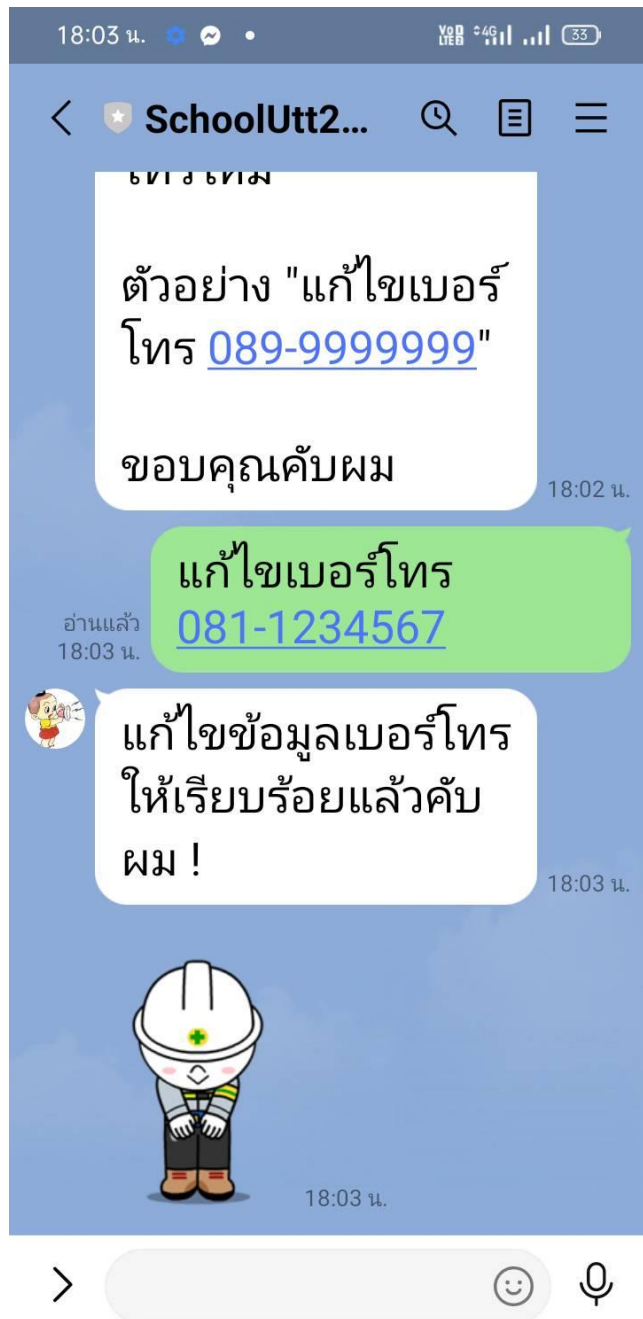 18:03 น.
VoD LTE 4G 33
SchoolUtt2...
ตัวอย่าง "แก้ไขเบอร์
โทร 089-9999999"
ขอบคุณคับผม
18:02 น.
แก้ไขเบอร์โทร
081-1234567
อ่านแล้ว
18:03 น.
แก้ไขข้อมูลเบอร์โทร
ให้เรียบร้อยแล้วคับ
ผม !
18:03 น.
18:03 น.